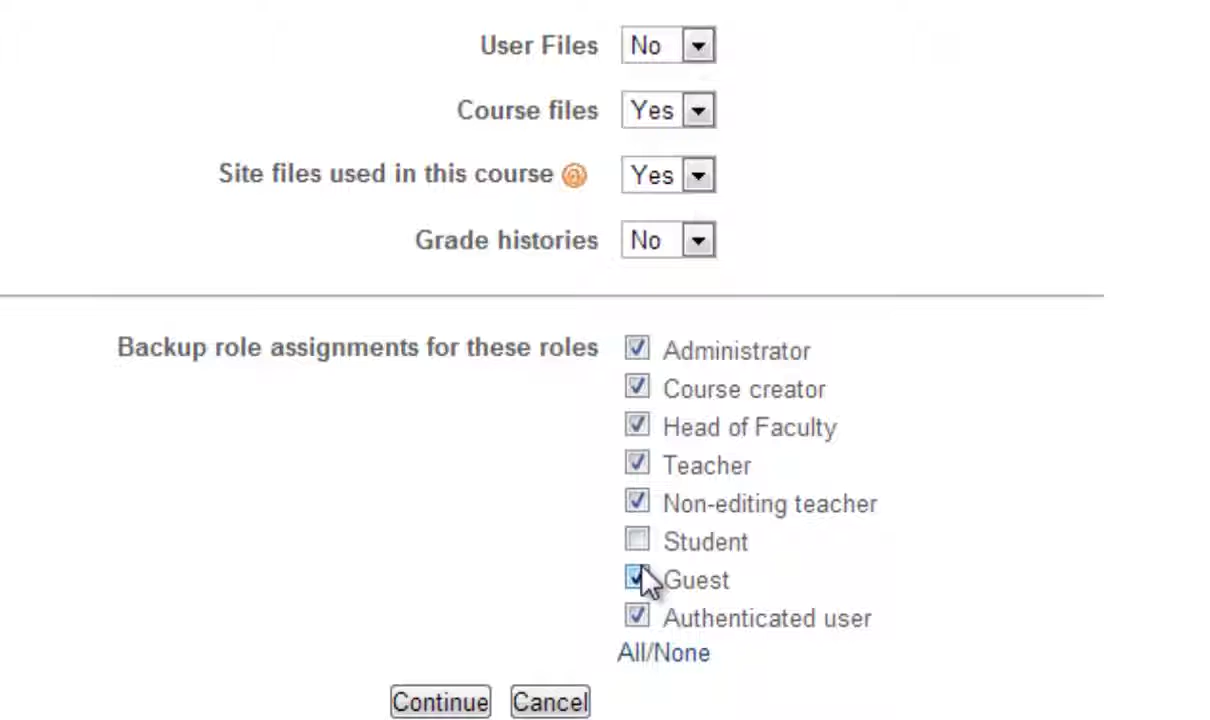 User Files No
Course files Yes
Site files used in this course Yes
Grade histories No
Backup role assignments for these roles
Administrator
Course creator
Head of Faculty
Teacher
Non-editing teacher
Student
Guest
Authenticated user
All/None
Continue Cancel